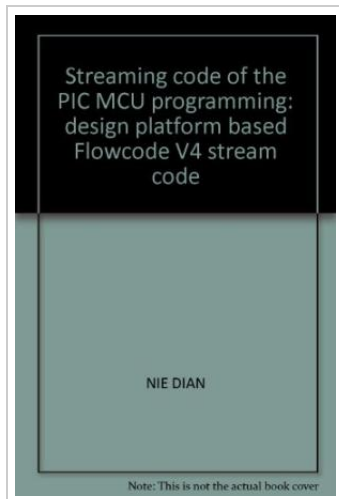 Streaming code of the
PIC MCU programming:
design platform based
Flowcode V4 stream
code
NIE DIAN
Note: This is not the actual book cover